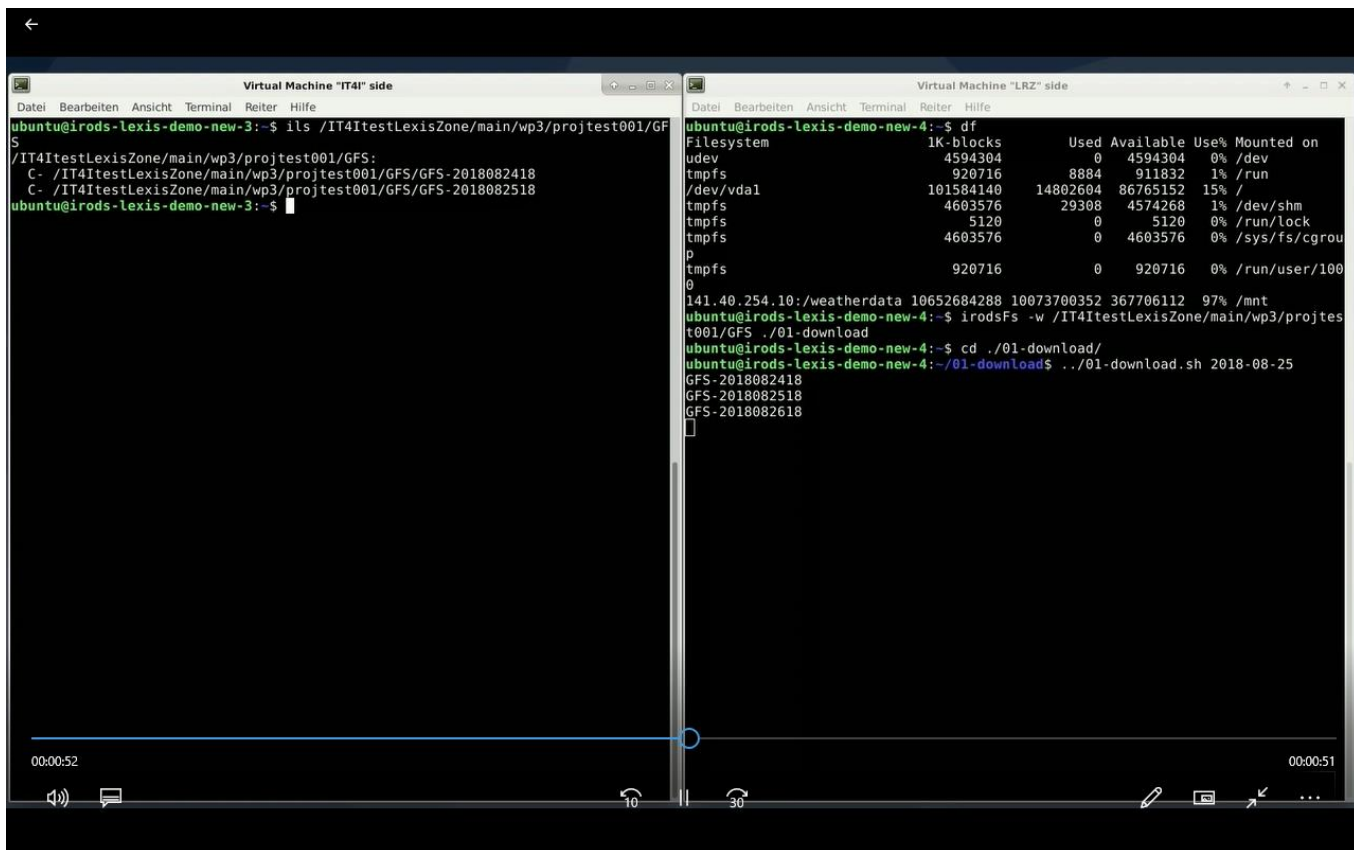 Virtual Machine "IT4I" side
Datei Bearbeiten Ansicht Terminal Reiter Hilfe
ubuntu@irods-lexis-demo-new-3:~$ ils /IT4ItestLexisZone/main/wp3/projtest001/GF
S
/IT4ItestLexisZone/main/wp3/projtest001/GFS:
  C- /IT4ItestLexisZone/main/wp3/projtest001/GFS/GFS-2018082418
  C- /IT4ItestLexisZone/main/wp3/projtest001/GFS/GFS-2018082518
ubuntu@irods-lexis-demo-new-3:~$
Virtual Machine "LRZ" side
Datei Bearbeiten Ansicht Terminal Reiter Hilfe
ubuntu@irods-lexis-demo-new-4:~$ df
Filesystem 1K-blocks Used Available Use% Mounted on
udev 4594304 0 4594304 0% /dev
tmpfs 920716 8884 911832 1% /run
/dev/vda1 101584140 14802604 86765152 15% /
tmpfs 4603576 29308 4574268 1% /dev/shm
tmpfs 5120 0 5120 0% /run/lock
tmpfs 4603576 0 4603576 0% /sys/fs/cgrou
p
tmpfs 920716 0 920716 0% /run/user/100
0
141.40.254.10:/weatherdata 10652684288 10073700352 367706112 97% /mnt
ubuntu@irods-lexis-demo-new-4:~$ irodsFs -w /IT4ItestLexisZone/main/wp3/projtes
t001/GFS ./01-download
ubuntu@irods-lexis-demo-new-4:~$ cd ./01-download/
ubuntu@irods-lexis-demo-new-4:~/01-download$ ../01-download.sh 2018-08-25
GFS-2018082418
GFS-2018082518
GFS-2018082618
00:00:52
00:00:51
10
30